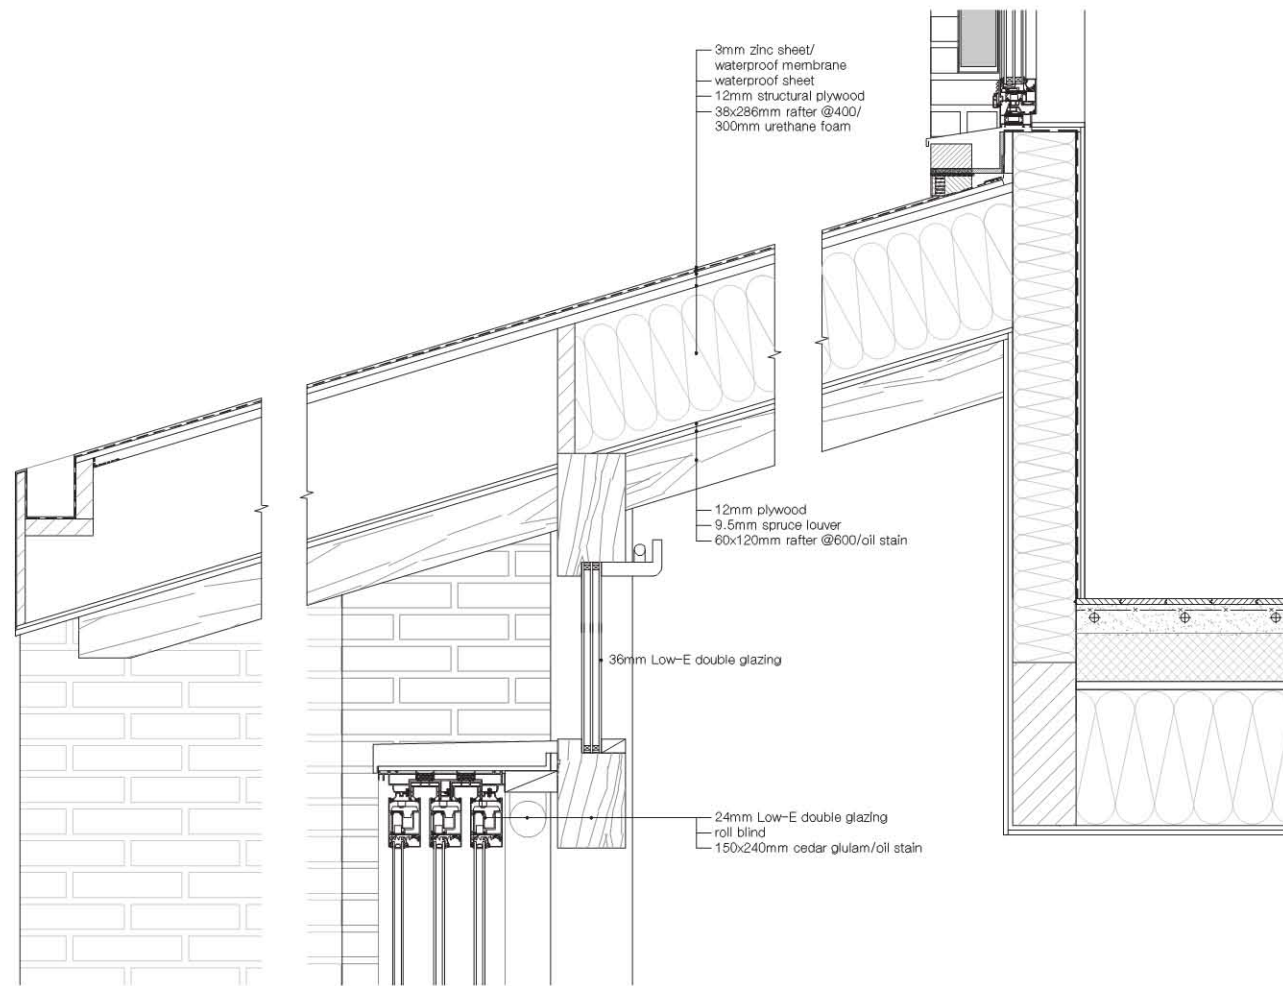 3mm zinc sheet/
waterproof membrane
waterproof sheet
12mm structural plywood
38x286mm rafter @400/
300mm urethane foam
12mm plywood
9.5mm spruce louver
60x120mm rafter @600/oil stain
36mm Low-E double glazing
24mm Low-E double glazing
roll blind
150x240mm cedar glulam/oil stain